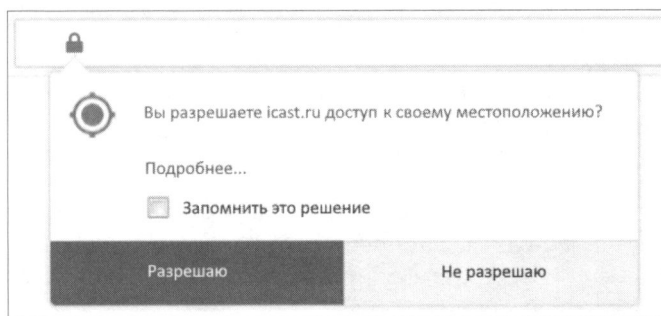 Вы разрешаете icast.ru доступ к своему местоположению?
Подробнее...
Запомнить это решение
Разрешаю
Не разрешаю